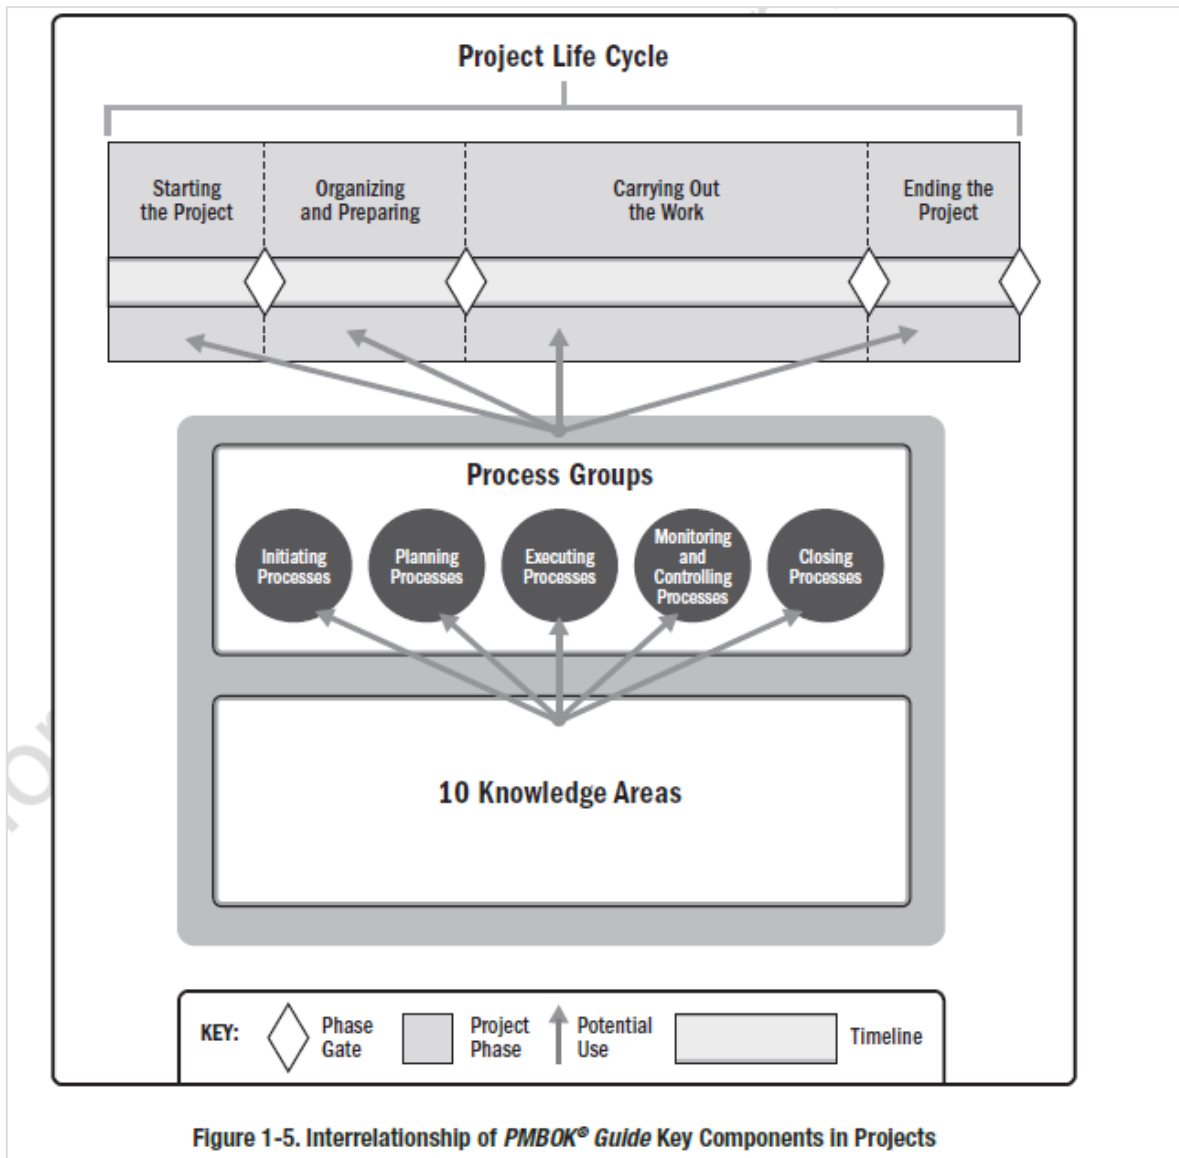 Project Life Cycle
Starting
the Project
Organizing
and Preparing
Carrying Out
the Work
Ending the
Project
Process Groups
Initiating
Processes
Planning
Processes
Executing
Processes
Monitoring
and
Controlling
Processes
Closing
Processes
10 Knowledge Areas
KEY:
Phase
Gate
Project
Phase
Potential
Use
Timeline
Figure 1-5. Interrelationship of PMBOK® Guide Key Components in Projects